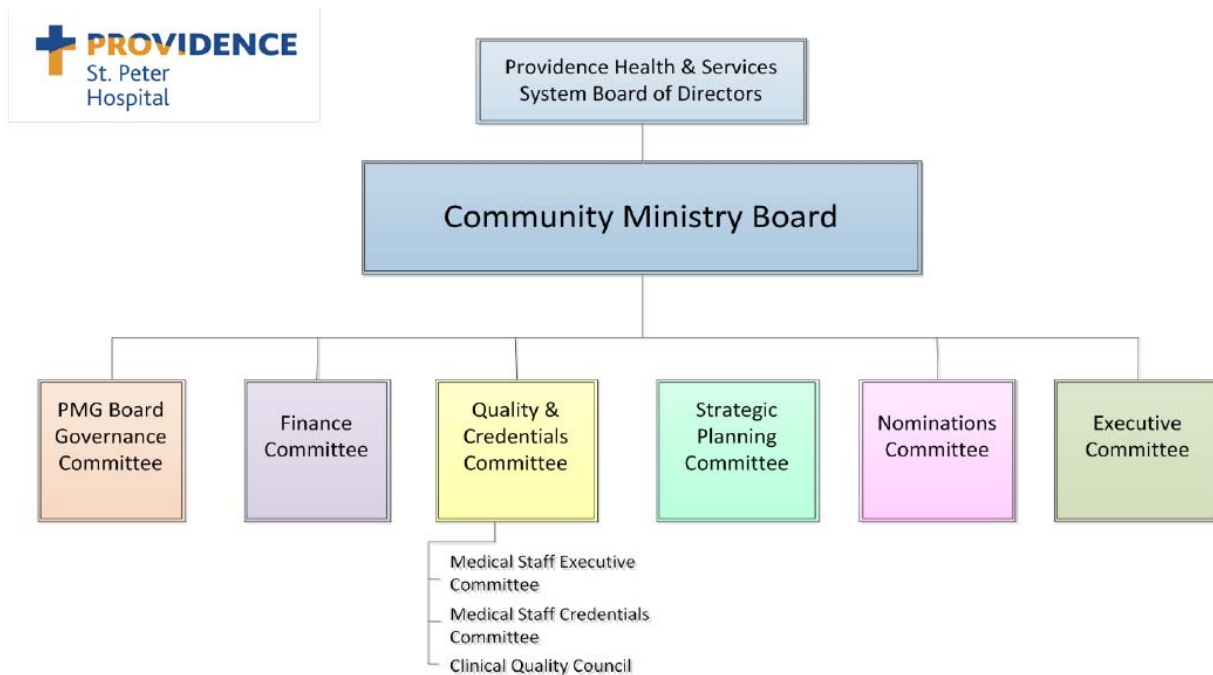 PROVIDENCE
St. Peter
Hospital
Providence Health & Services
System Board of Directors
Community Ministry Board
PMG Board
Governance
Committee
Finance
Committee
Quality &
Credentials
Committee
Strategic
Planning
Committee
Nominations
Committee
Executive
Committee
Medical Staff Executive
Committee
Medical Staff Credentials
Committee
Clinical Quality Council